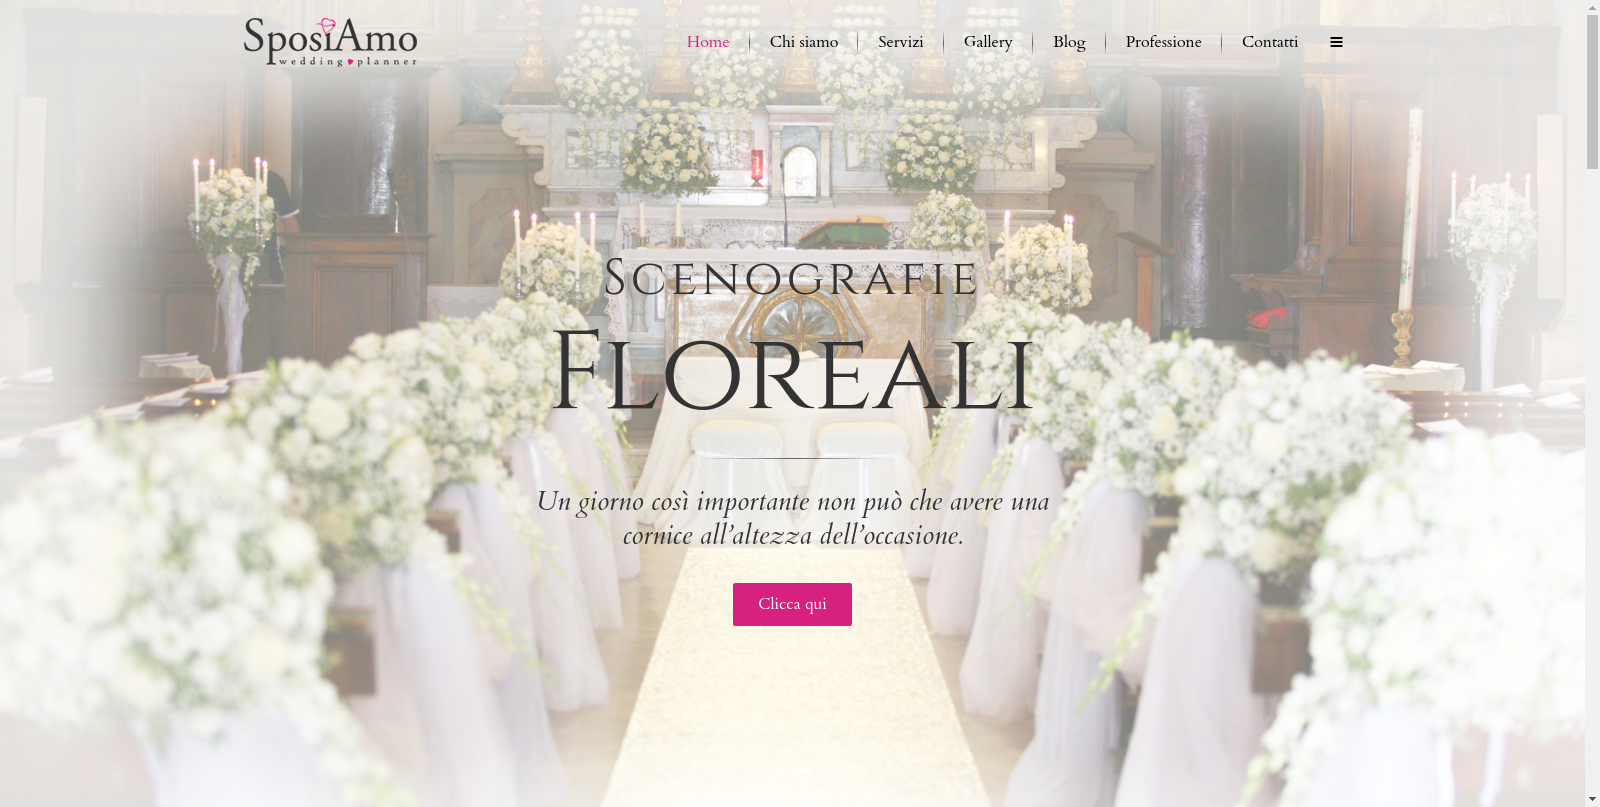 SposiAmo
wedding planner
Home
Chi siamo
Servizi
Gallery
Blog
Professione
Contatti
Scenografie
Floreali
Un giorno così importante non può che avere una
cornice all’altezza dell’occasione.
Clicca qui